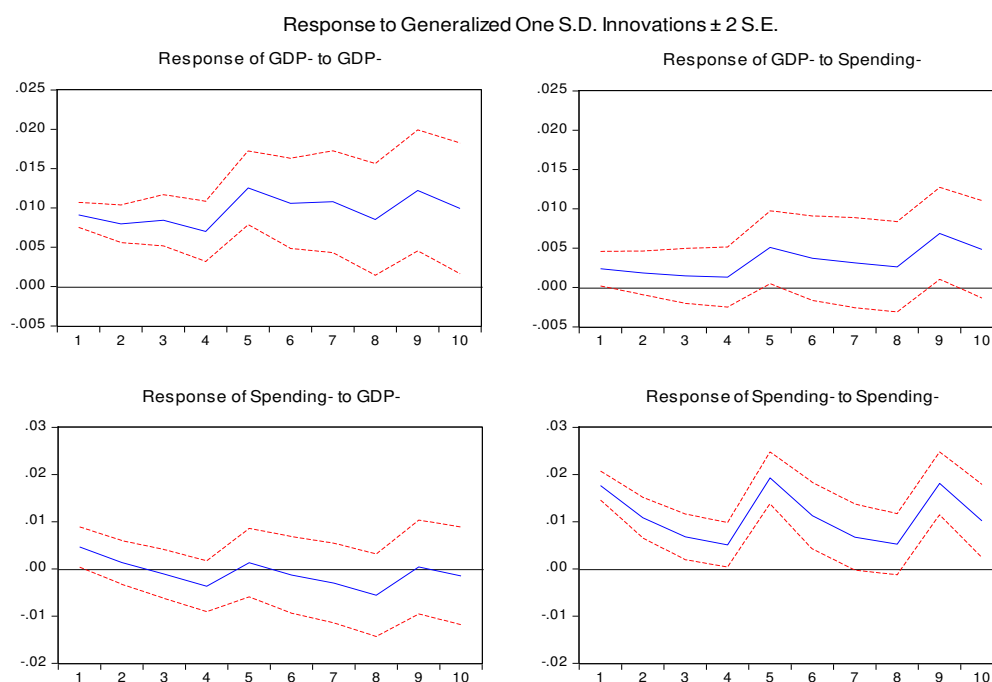 Response to Generalized One S.D. Innovations ± 2 S.E.
Response of GDP- to GDP-
.025
.020
.015
.010
.005
.000
-.005
1 2 3 4 5 6 7 8 9 10
Response of GDP- to Spending-
.025
.020
.015
.010
.005
.000
-.005
1 2 3 4 5 6 7 8 9 10
Response of Spending- to GDP-
.03
.02
.01
.00
-.01
-.02
1 2 3 4 5 6 7 8 9 10
Response of Spending- to Spending-
.03
.02
.01
.00
-.01
-.02
1 2 3 4 5 6 7 8 9 10